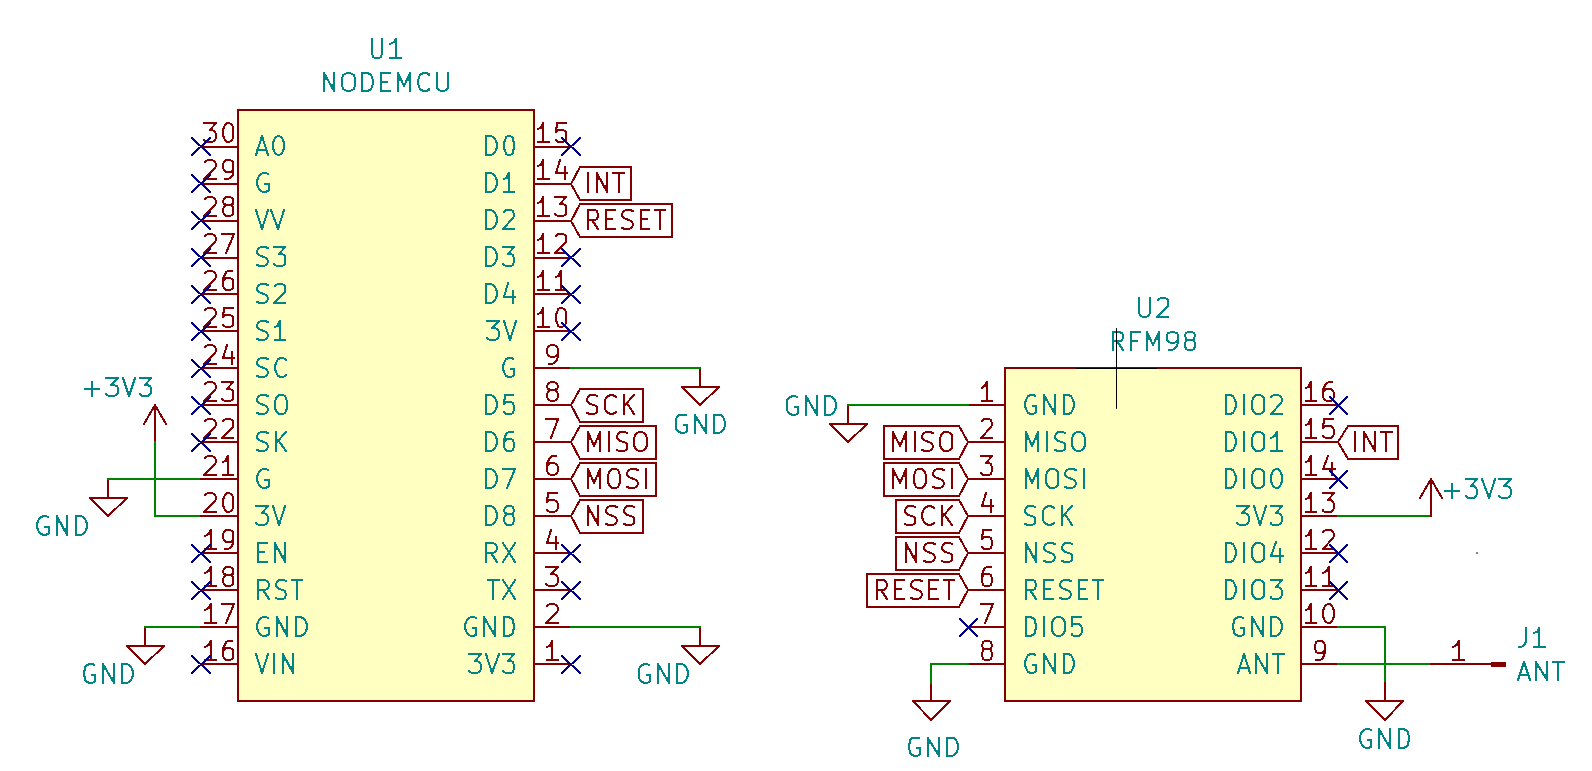 U1
NODEMCU
30 A0 D0 15
29 G D1 14 INT
28 VV D2 13 RESET
27 S3 D3 12
26 S2 D4 11
25 S1 3V 10
24 SC G 9
GND
+3V3
23 SO D5 8 SCK
22 SK D6 7 MISO
21 G D7 6 MOSI
GND
20 3V D8 5 NSS
19 EN RX 4
18 RST TX 3
17 GND GND 2
GND
GND
16 VIN 3V3 1
U2
RFM98
GND
1 GND DIO2 16
MISO 2 MISO DIO1 15 INT
MOSI 3 MOSI DIO0 14
+3V3
SCK 4 SCK 3V3 13
NSS 5 NSS DIO4 12
RESET 6 RESET DIO3 11
7 DIO5 GND 10
8 GND ANT 9
1
J1
ANT
GND
GND